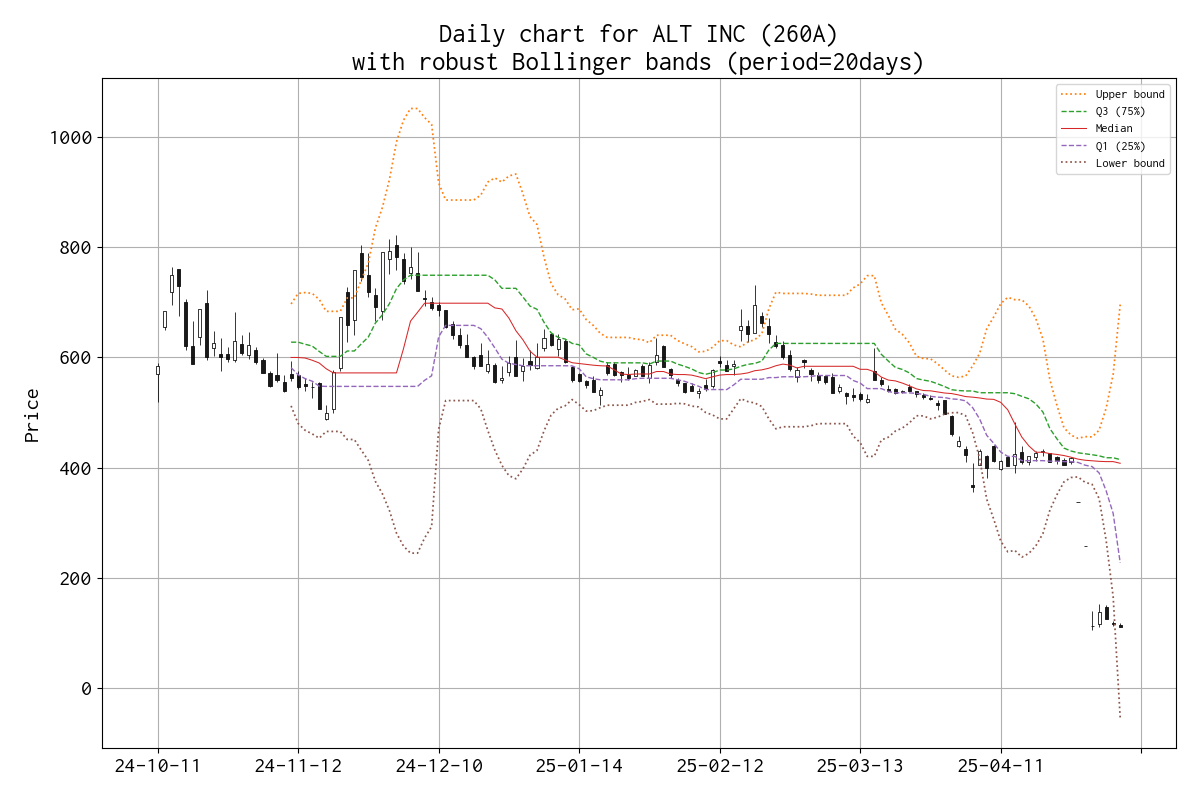 Daily chart for ALT INC (260A)
with robust Bollinger bands (period=20days)
Upper bound
Q3 (75%)
Median
Q1 (25%)
Lower bound
Price
1000
800
600
400
200
0
24-10-11
24-11-12
24-12-10
25-01-14
25-02-12
25-03-13
25-04-11